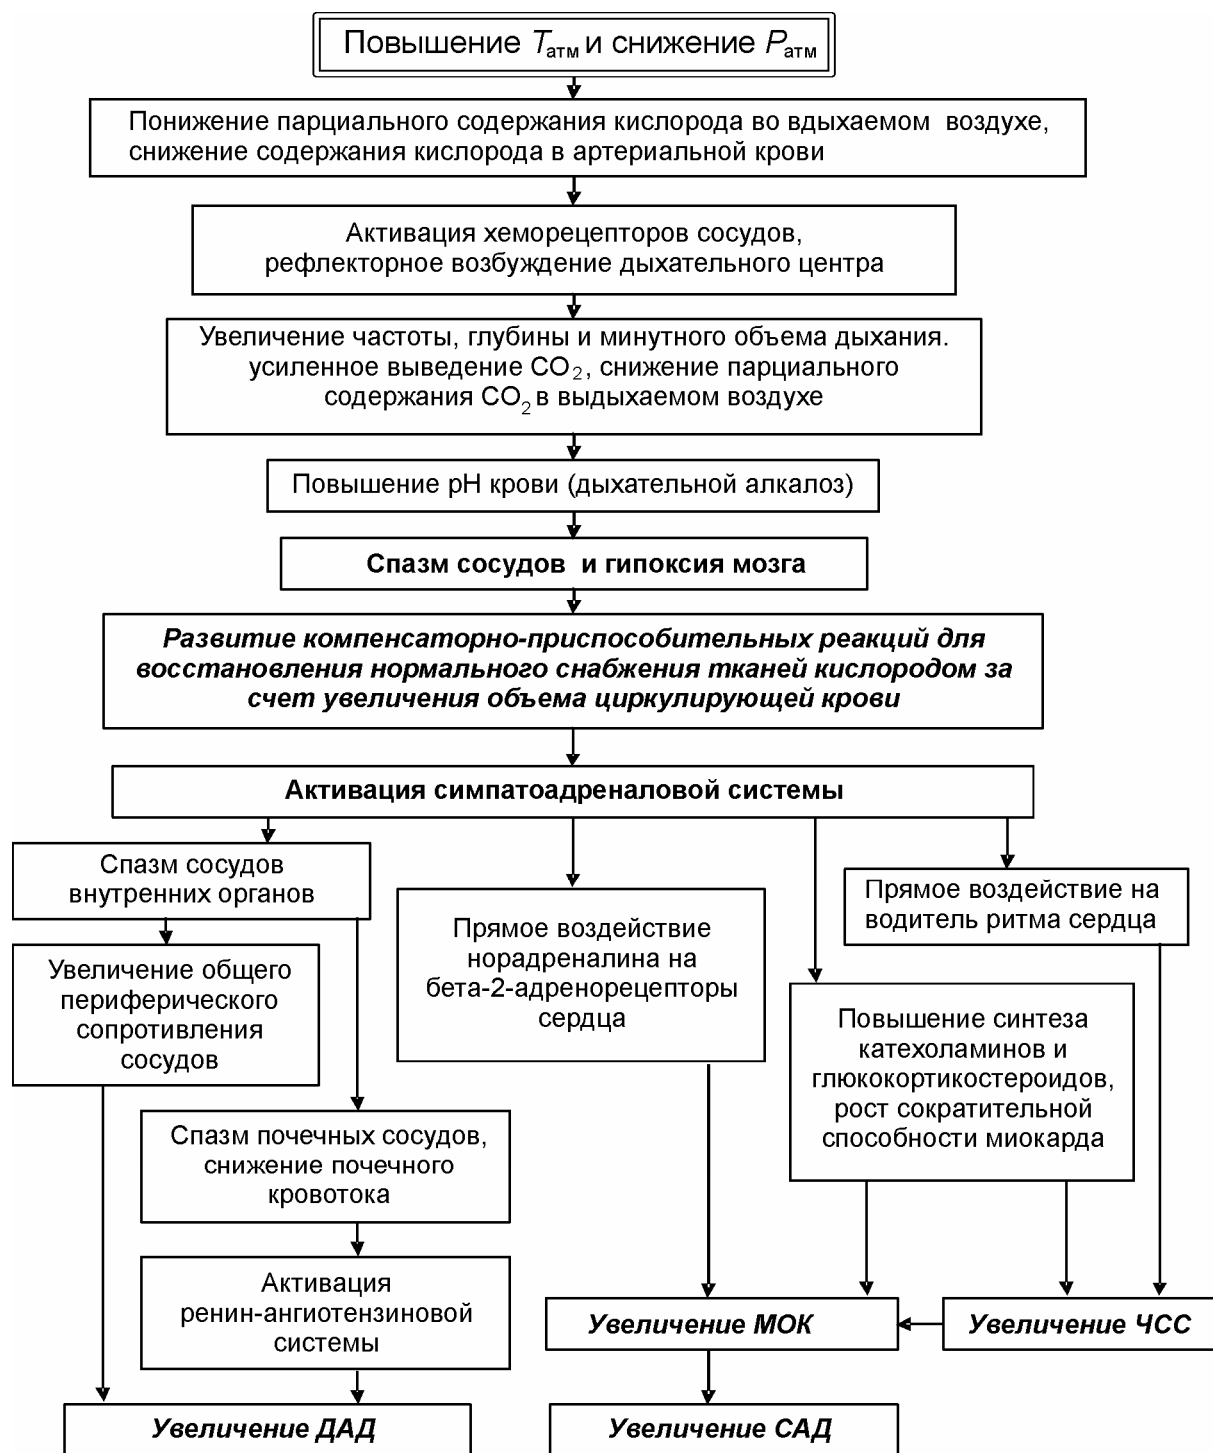 Повышение Tатм и снижение Pатм
Понижение парциального содержания кислорода во вдыхаемом воздухе,
снижение содержания кислорода в артериальной крови
Активация хеморецепторов сосудов,
рефлекторное возбуждение дыхательного центра
Увеличение частоты, глубины и минутного объема дыхания.
усиленное выведение CO2, снижение парциального
содержания CO2 в выдыхаемом воздухе
Повышение pH крови (дыхательной алкалоз)
Спазм сосудов и гипоксия мозга
Развитие компенсаторно-приспособительных реакций для
восстановления нормального снабжения тканей кислородом за
счет увеличения объема циркулирующей крови
Активация симпатоадреналовой системы
Спазм сосудов
внутренних органов
Увеличение общего
периферического
сопротивления
сосудов
Спазм почечных сосудов,
снижение почечного
кровотока
Активация
ренин-ангиотензиновой
системы
Увеличение ДАД
Прямое воздействие
норадреналина на
бета-2-адренорецепторы
сердца
Прямое воздействие на
водитель ритма сердца
Повышение синтеза
катехоламинов и
глюкокортикостероидов,
рост сократительной
способности миокарда
Увеличение МОК
Увеличение ЧСС
Увеличение САД